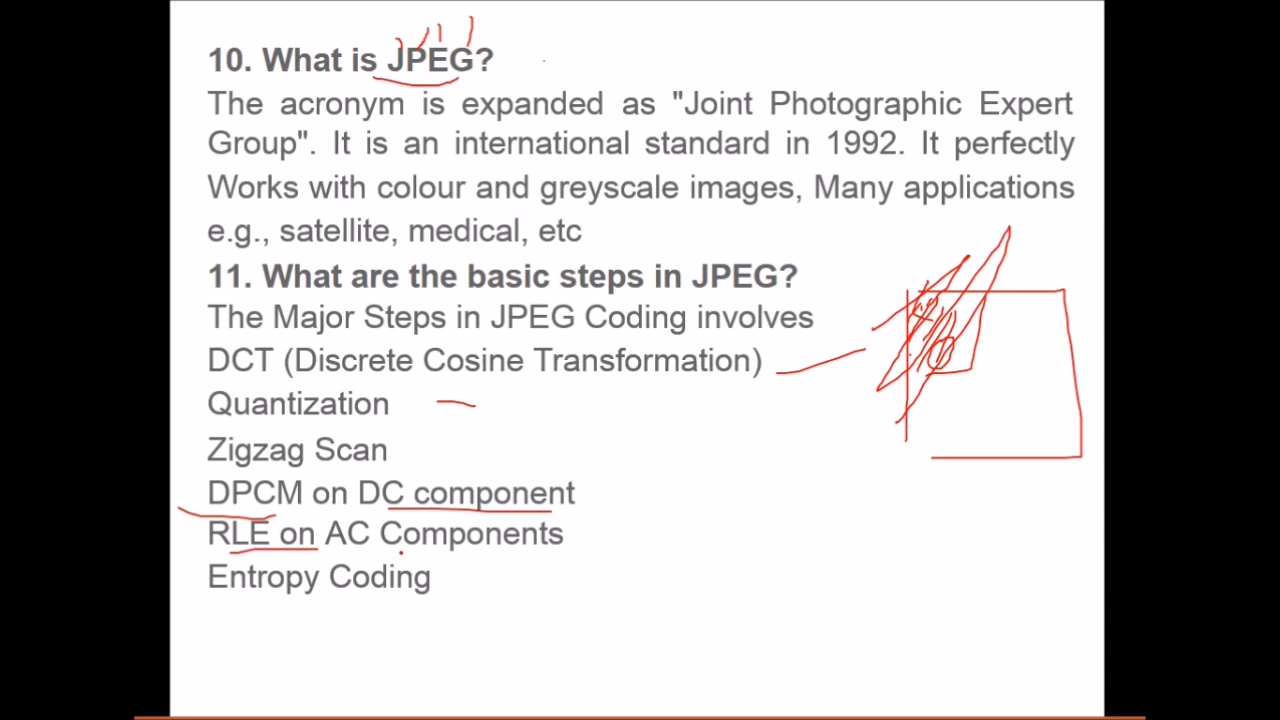 10. What is JPEG?
The acronym is expanded as "Joint Photographic Expert
Group". It is an international standard in 1992. It perfectly
Works with colour and greyscale images, Many applications
e.g., satellite, medical, etc
11. What are the basic steps in JPEG?
The Major Steps in JPEG Coding involves
DCT (Discrete Cosine Transformation)
Quantization
Zigzag Scan
DPCM on DC component
RLE on AC Components
Entropy Coding